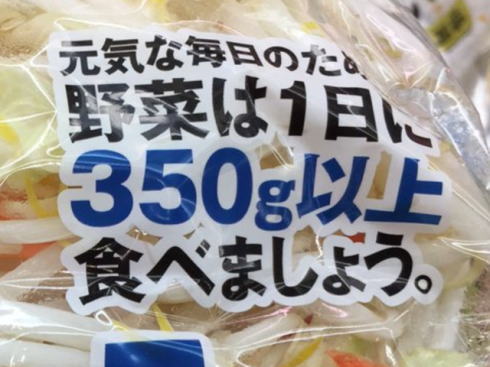 元気な毎日のため
野菜は1日に
350g以上
食べましょう。